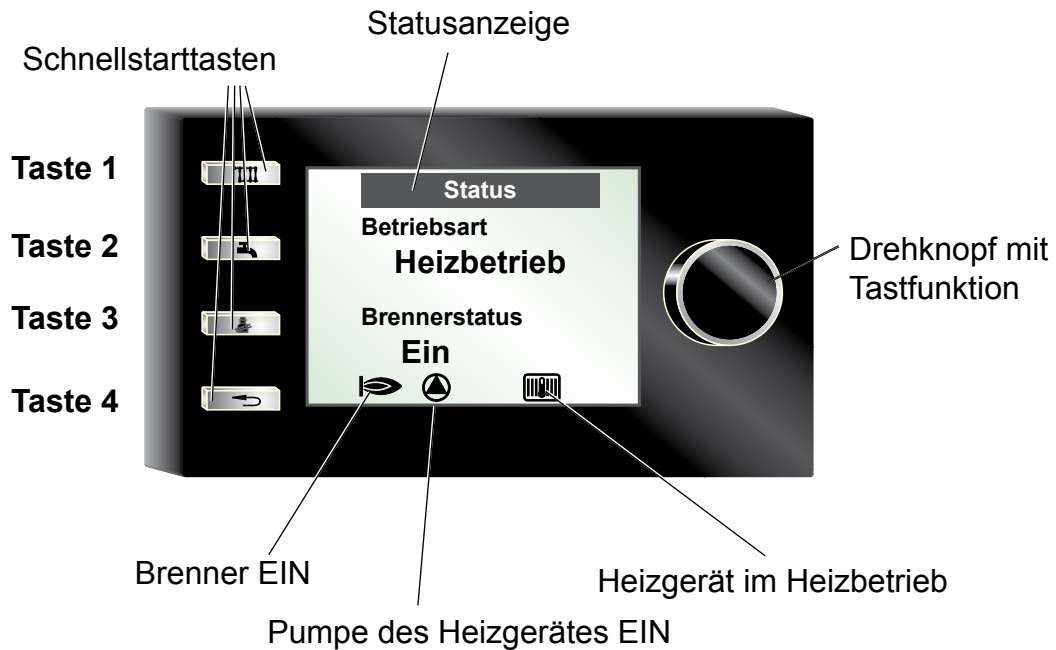 Statusanzeige
Schnellstarttasten
Taste 1
Taste 2
Taste 3
Taste 4
Status
Betriebsart
Heizbetrieb
Brennerstatus
Ein
Drehknopf mit
Tastfunktion
Brenner EIN
Heizgerät im Heizbetrieb
Pumpe des Heizgerätes EIN